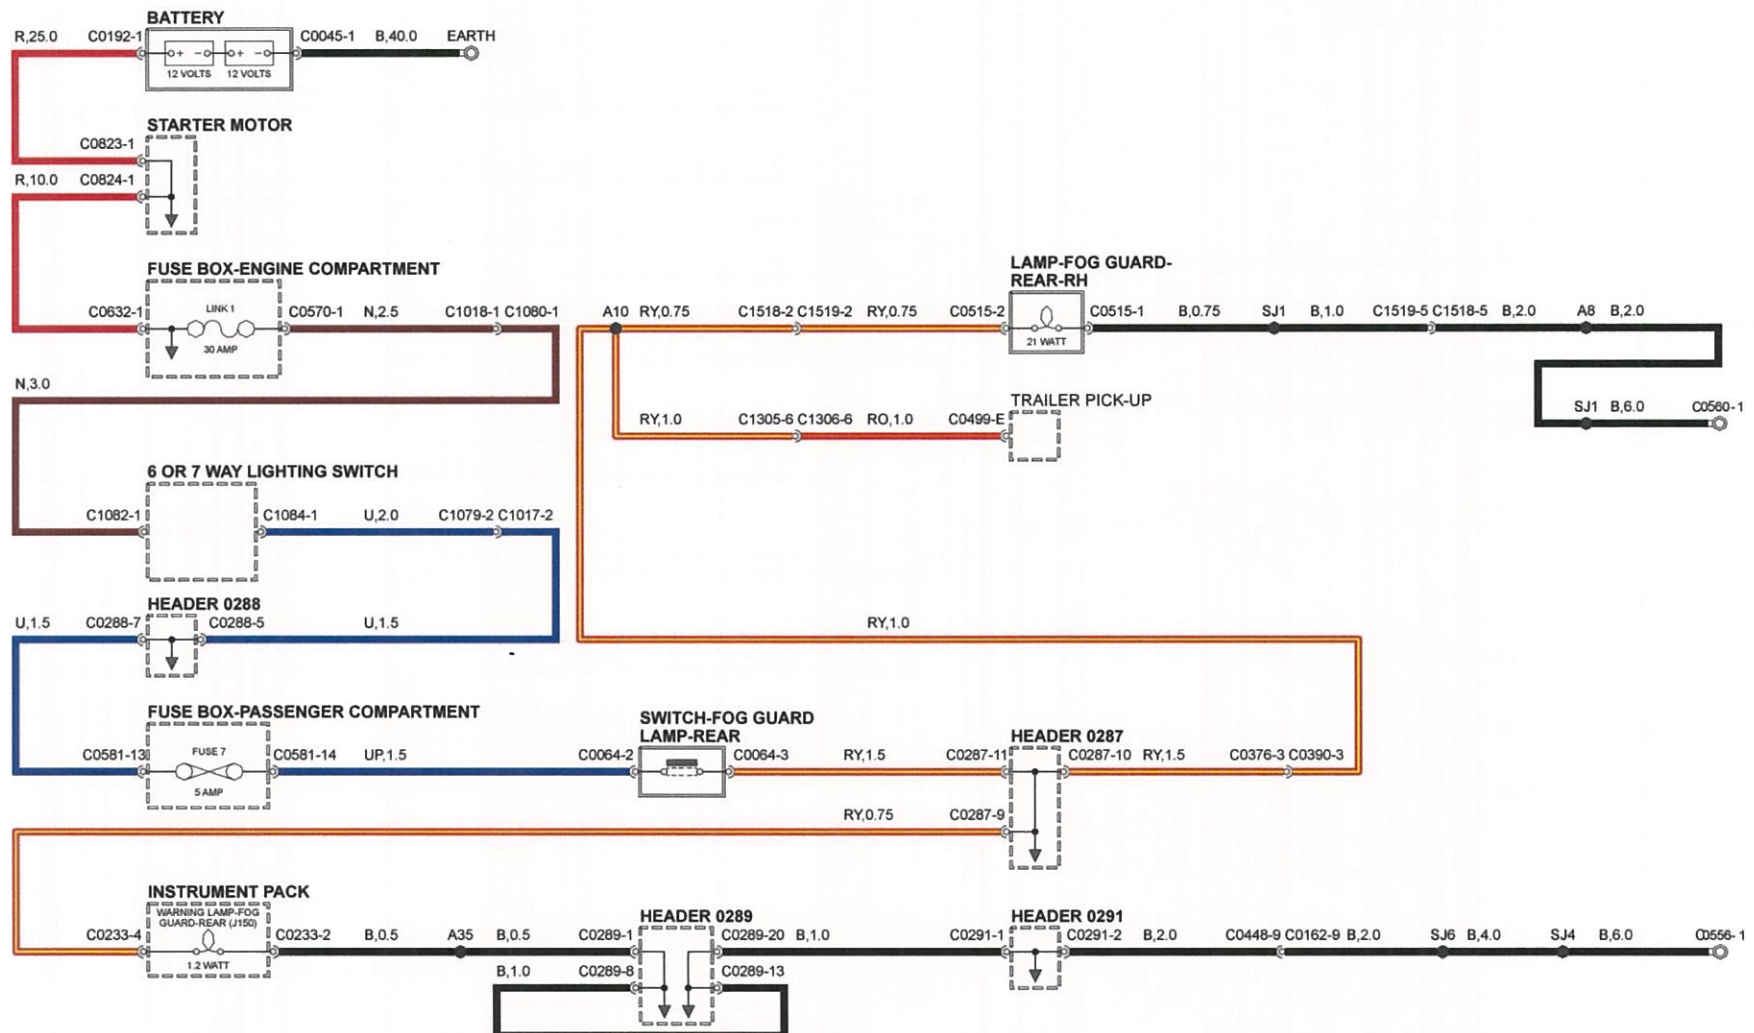 BATTERY
R,25.0 C0192-1 C0045-1 B,40.0 EARTH
+ - + -
12 VOLTS 12 VOLTS
STARTER MOTOR
C0823-1
R,10.0 C0824-1
FUSE BOX-ENGINE COMPARTMENT
C0632-1 LINK 1 C0570-1 N,2.5 C1018-1 C1080-1
30 AMP
N,3.0
LAMP-FOG GUARD-
REAR-RH
A10 RY,0.75 C1518-2 C1519-2 RY,0.75 C0515-2 C0515-1 B,0.75 SJ1 B,1.0 C1519-5 C1518-5 B,2.0 A8 B,2.0
21 WATT
TRAILER PICK-UP
RY,1.0 C1305-6 C1306-6 RO,1.0 C0499-E
SJ1 B,6.0 C0560-1
6 OR 7 WAY LIGHTING SWITCH
C1082-1 C1084-1 U,2.0 C1079-2 C1017-2
HEADER 0288
U,1.5 C0288-7 C0288-5 U,1.5
RY,1.0
FUSE BOX-PASSENGER COMPARTMENT
SWITCH-FOG GUARD
LAMP-REAR
HEADER 0287
C0581-13 FUSE 7 C0581-14 UP,1.5 C0064-2 C0064-3 RY,1.5 C0287-11 C0287-10 RY,1.5 C0376-3 C0390-3
5 AMP
RY,0.75 C0287-9
INSTRUMENT PACK
WARNING LAMP-FOG
GUARD-REAR (J150)
HEADER 0289
HEADER 0291
C0233-4 C0233-2 B,0.5 A35 B,0.5 C0289-1 C0289-20 B,1.0 C0291-1 C0291-2 B,2.0 C0448-9 C0162-9 B,2.0 SJ6 B,4.0 SJ4 B,6.0 C0556-1
1.2 WATT
B,1.0 C0289-8 C0289-13